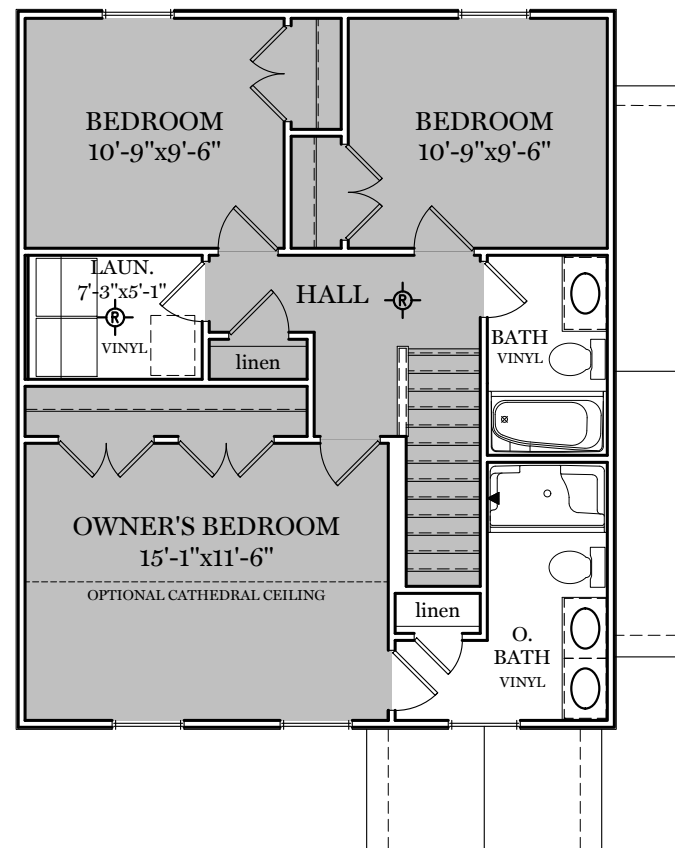 BEDROOM
10'-9"x9'-6"
BEDROOM
10'-9"x9'-6"
LAUN.
7'-3"x5'-1"
R
VINYL
HALL
R
linen
BATH
VINYL
OWNER'S BEDROOM
15'-1"x11'-6"
OPTIONAL CATHEDRAL CEILING
linen
O.
BATH
VINYL